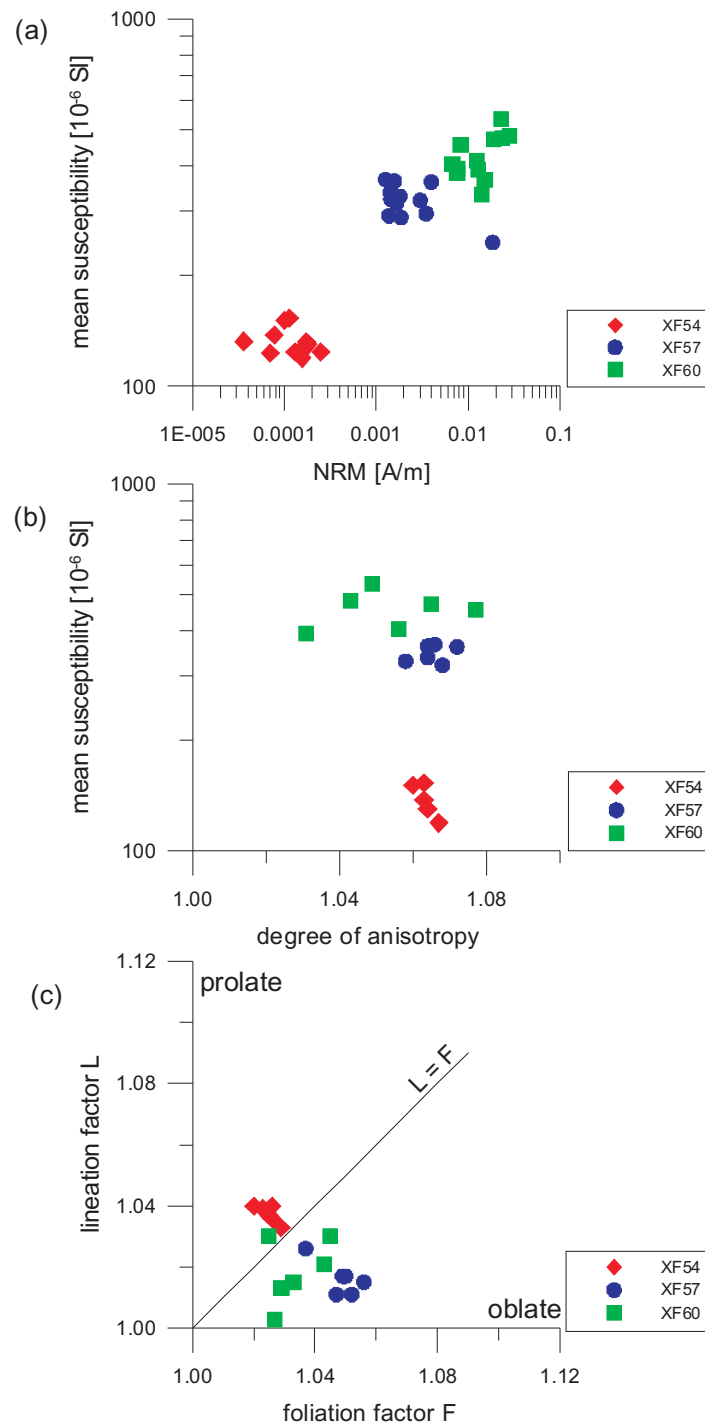 (a)
1000
mean susceptibility [10⁻⁶ SI]
100
1E-005 0.0001 0.001 0.01 0.1
NRM [A/m]
XF54
XF57
XF60
(b)
1000
mean susceptibility [10⁻⁶ SI]
100
1.00 1.04 1.08
degree of anisotropy
XF54
XF57
XF60
(c)
1.12
prolate
L = F
1.08
lineation factor L
1.04
oblate
1.00
1.00 1.04 1.08 1.12
foliation factor F
XF54
XF57
XF60